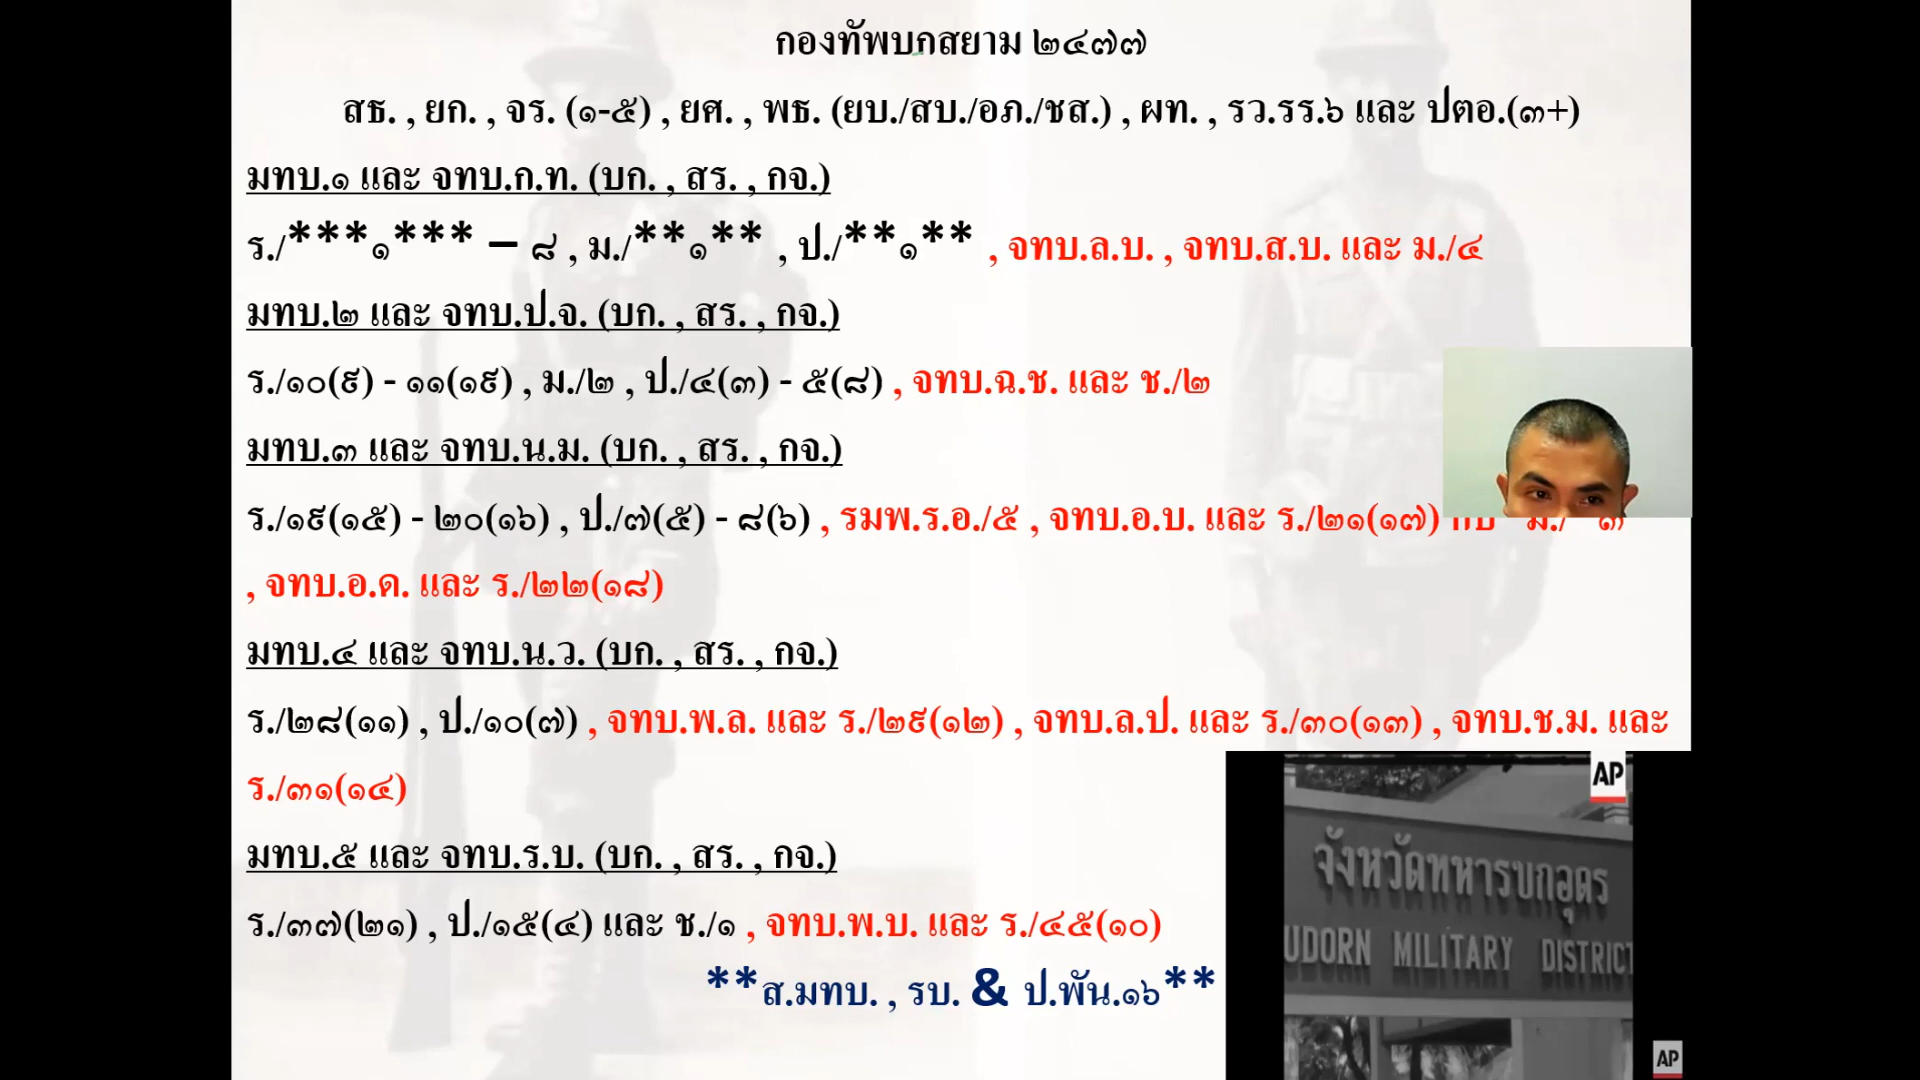 กองทัพบกสยาม ๒๔๗๗
สธ. , ยก. , จร. (๑-๕) , ยศ. , พธ. (ยบ./สบ./อภ./ชส.) , ผท. , รว.รร.๖ และ ปตอ.(๓+)
มทบ.๑ และ จทบ.ก.ท. (บก. , สร. , กจ.)
ร./***๑*** – ๘ , ม./**๑** , ป./**๑** , จทบ.ล.บ. , จทบ.ส.บ. และ ม./๔
มทบ.๒ และ จทบ.ป.จ. (บก. , สร. , กจ.)
ร./๑๐(๙) - ๑๑(๑๙) , ม./๒ , ป./๔(๓) - ๕(๘) , จทบ.ฉ.ช. และ ช./๒
มทบ.๓ และ จทบ.น.ม. (บก. , สร. , กจ.)
ร./๑๙(๑๕) - ๒๐(๑๖) , ป./๗(๕) - ๘(๖) , รมพ.ร.อ./๕ , จทบ.อ.บ. และ ร./๒๑(๑๗)
, จทบ.อ.ด. และ ร./๒๒(๑๘)
มทบ.๔ และ จทบ.น.ว. (บก. , สร. , กจ.)
ร./๒๘(๑๑) , ป./๑๐(๗) , จทบ.พ.ล. และ ร./๒๙(๑๒) , จทบ.ล.ป. และ ร./๓๐(๑๓) , จทบ.ช.ม. และ
ร./๓๑(๑๔)
มทบ.๕ และ จทบ.ร.บ. (บก. , สร. , กจ.)
ร./๓๗(๒๑) , ป./๑๕(๔) และ ช./๑ , จทบ.พ.บ. และ ร./๔๕(๑๐)
**ส.มทบ. , รบ. & ป.พัน.๑๖**
AP
จังหวัดทหารบกอุดร
UDORN MILITARY DISTRICT
AP